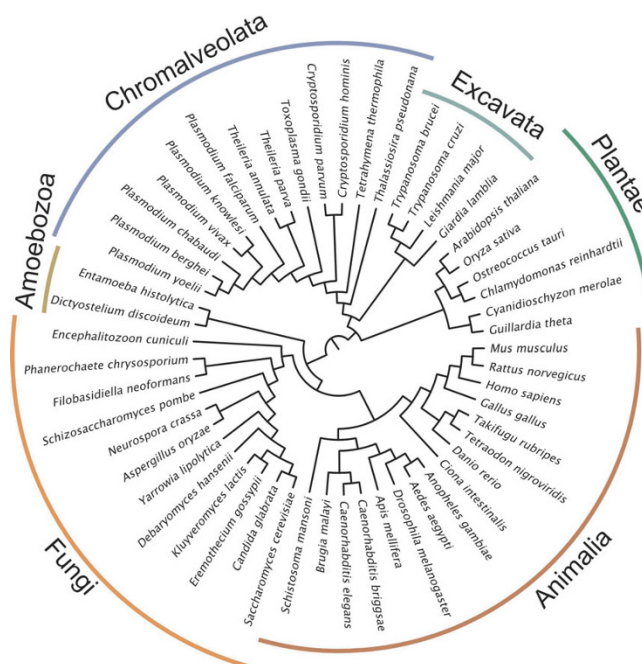 Chromalveolata
Excavata
Plantae
Animalia
Fungi
Amoebozoa
Dictyostelium discoideum
Entamoeba histolytica
Plasmodium yoelii
Plasmodium berghei
Plasmodium chabaudi
Plasmodium vivax
Plasmodium knowlesi
Plasmodium falciparum
Theileria annulata
Theileria parva
Toxoplasma gondii
Cryptosporidium parvum
Cryptosporidium hominis
Tetrahymena thermophila
Thalassiosira pseudonana
Trypanosoma brucei
Trypanosoma cruzi
Leishmania major
Giardia lamblia
Arabidopsis thaliana
Oryza sativa
Ostreococcus tauri
Chlamydomonas reinhardtii
Cyanidioschyzon merolae
Guillardia theta
Mus musculus
Rattus norvegicus
Homo sapiens
Gallus gallus
Takifugu rubripes
Tetraodon nigroviridis
Danio rerio
Ciona intestinalis
Anopheles gambiae
Aedes aegypti
Drosophila melanogaster
Apis mellifera
Caenorhabditis briggsae
Caenorhabditis elegans
Brugia malayi
Schistosoma mansoni
Saccharomyces cerevisiae
Candida glabrata
Eremothecium gossypii
Kluyveromyces lactis
Debaryomyces hansenii
Yarrowia lipolytica
Aspergillus oryzae
Neurospora crassa
Schizosaccharomyces pombe
Filobasidiella neoformans
Phanerochaete chrysosporium
Encephalitozoon cuniculi